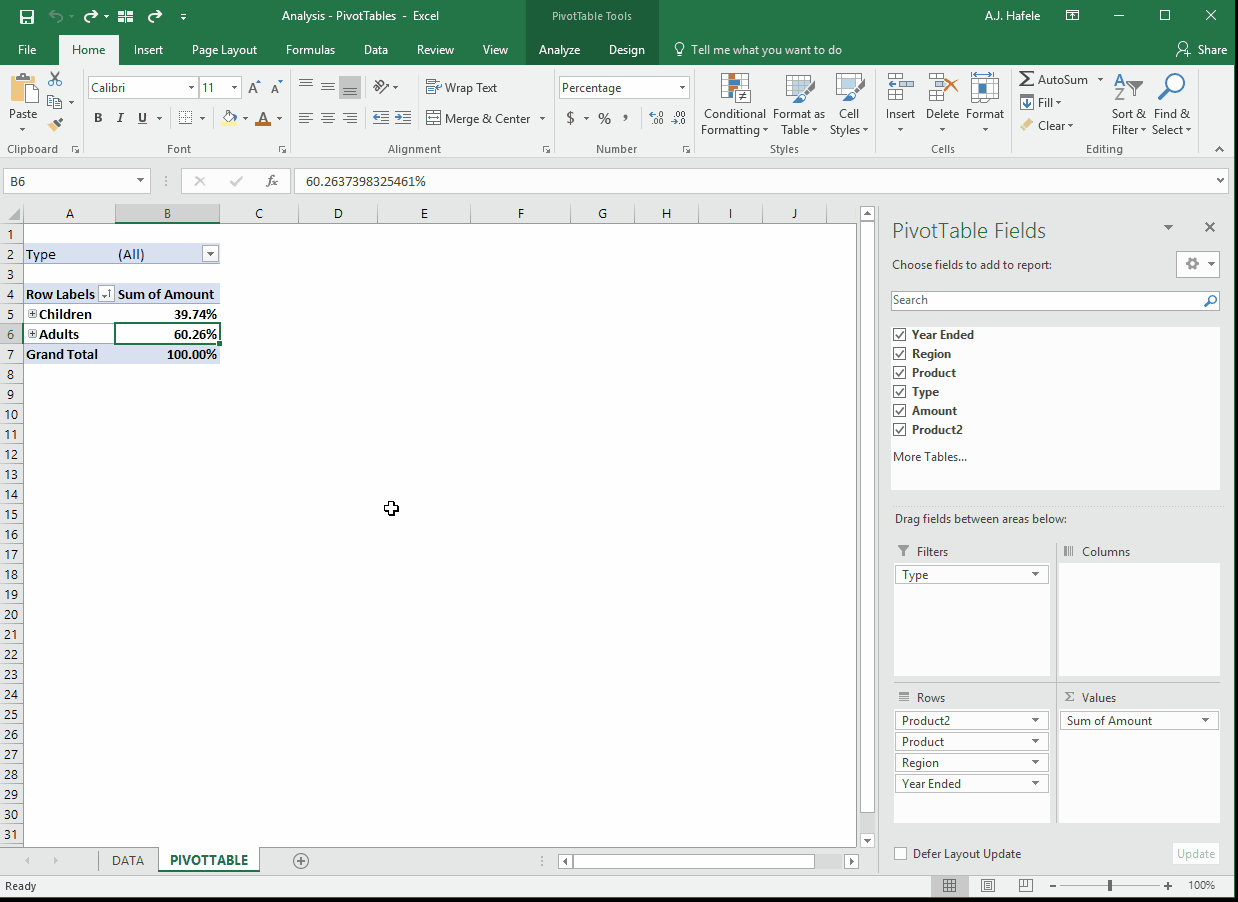 Analysis - PivotTables - Excel
PivotTable Tools
A.J. Hafele
File Home Insert Page Layout Formulas Data Review View Analyze Design Tell me what you want to do Share
Calibri 11 Wrap Text Percentage AutoSum
Paste Conditional Format as Cell Insert Delete Format Fill Sort & Find &
B I U Merge & Center $ % , Formatting Table Styles Clear Filter Select
Clipboard Font Alignment Number Styles Cells Editing
B6 fx 60.2637398325461%
A B C D E F G H I J
1
2 Type (All)
3
4 Row Labels Sum of Amount
5 Children 39.74%
6 Adults 60.26%
7 Grand Total 100.00%
8
9
10
11
12
13
14
15
16
17
18
19
20
21
22
23
24
25
26
27
28
29
30
31
PivotTable Fields
Choose fields to add to report:
Search
Year Ended
Region
Product
Type
Amount
Product2
More Tables...
Drag fields between areas below:
Filters Columns
Type
Rows Σ Values
Product2 Sum of Amount
Product
Region
Year Ended
Defer Layout Update Update
DATA PIVOTTABLE
Ready 100%